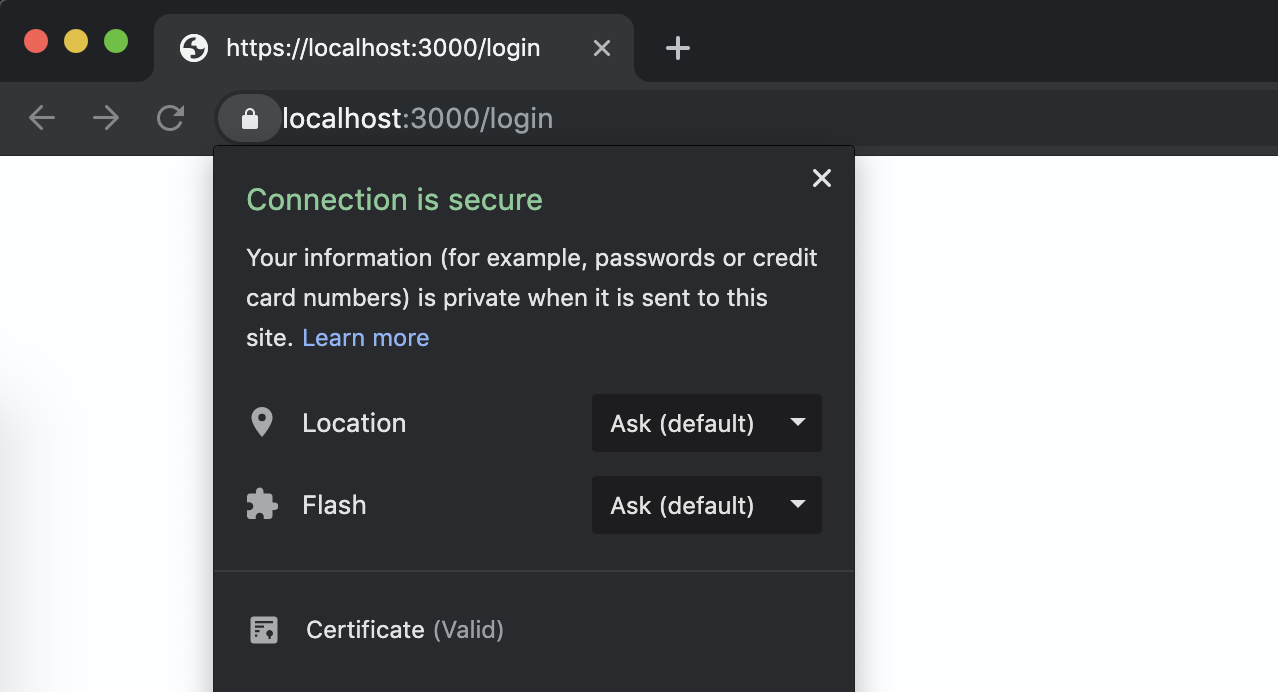 https://localhost:3000/login
localhost:3000/login
Connection is secure
Your information (for example, passwords or credit
card numbers) is private when it is sent to this
site. Learn more
Location Ask (default)
Flash Ask (default)
Certificate (Valid)